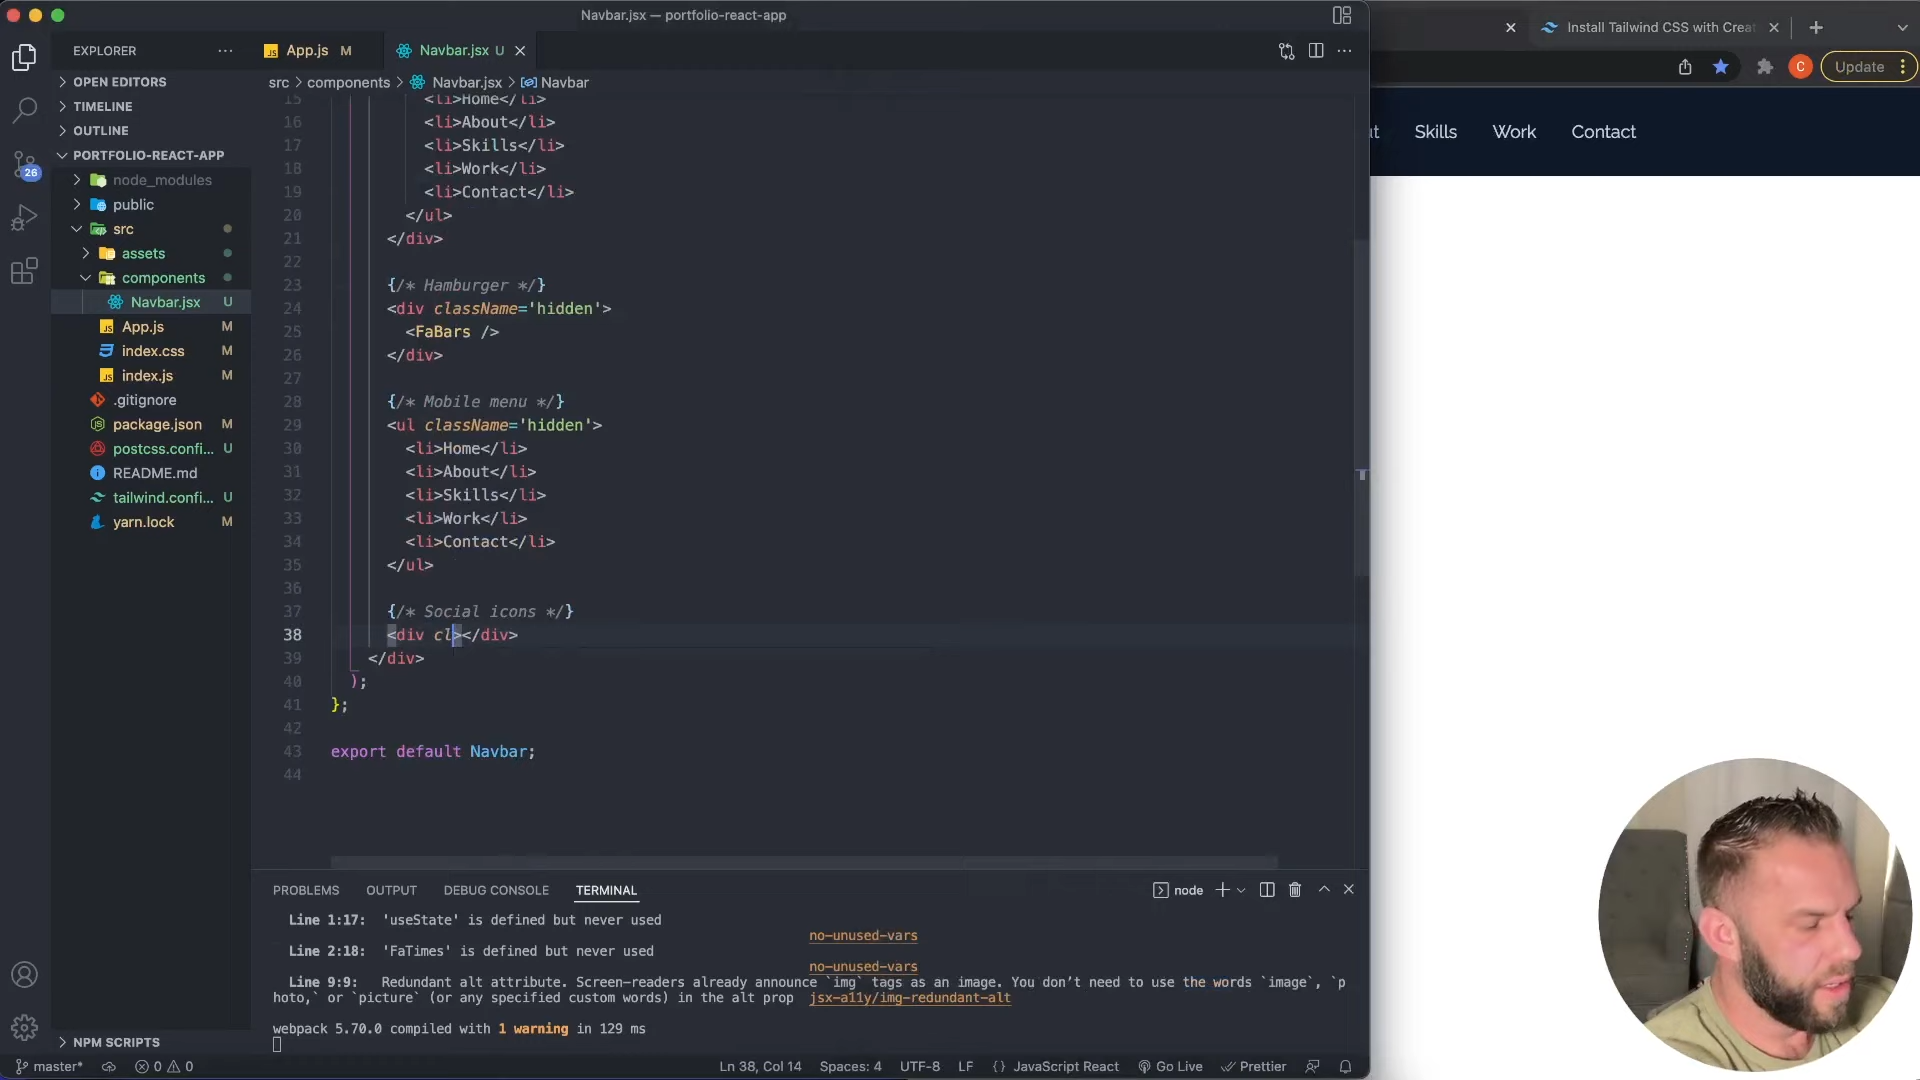 Navbar.jsx — portfolio-react-app
EXPLORER
App.js M
Navbar.jsx U
Install Tailwind CSS with Crea
Update
C
OPEN EDITORS
TIMELINE
OUTLINE
PORTFOLIO-REACT-APP
node_modules
public
src
assets
components
Navbar.jsx U
App.js M
index.css M
index.js M
.gitignore
package.json M
postcss.confi... U
README.md
tailwind.confi... U
yarn.lock M
NPM SCRIPTS
26
src > components > Navbar.jsx > Navbar
15 <li>Home</li>
16 <li>About</li>
17 <li>Skills</li>
18 <li>Work</li>
19 <li>Contact</li>
20 </ul>
21 </div>
22
23 {/* Hamburger */}
24 <div className='hidden'>
25 <FaBars />
26 </div>
27
28 {/* Mobile menu */}
29 <ul className='hidden'>
30 <li>Home</li>
31 <li>About</li>
32 <li>Skills</li>
33 <li>Work</li>
34 <li>Contact</li>
35 </ul>
36
37 {/* Social icons */}
38 <div cl></div>
39 </div>
40 );
41 };
42
43 export default Navbar;
44
ut Skills Work Contact
PROBLEMS OUTPUT DEBUG CONSOLE TERMINAL
node
Line 1:17: 'useState' is defined but never used
no-unused-vars
Line 2:18: 'FaTimes' is defined but never used
no-unused-vars
Line 9:9: Redundant alt attribute. Screen-readers already announce `img` tags as an image. You don’t need to use the words `image`, `p
hoto,` or `picture` (or any specified custom words) in the alt prop jsx-a11y/img-redundant-alt
webpack 5.70.0 compiled with 1 warning in 129 ms
master* 0 0
Ln 38, Col 14 Spaces: 4 UTF-8 LF {} JavaScript React Go Live Prettier